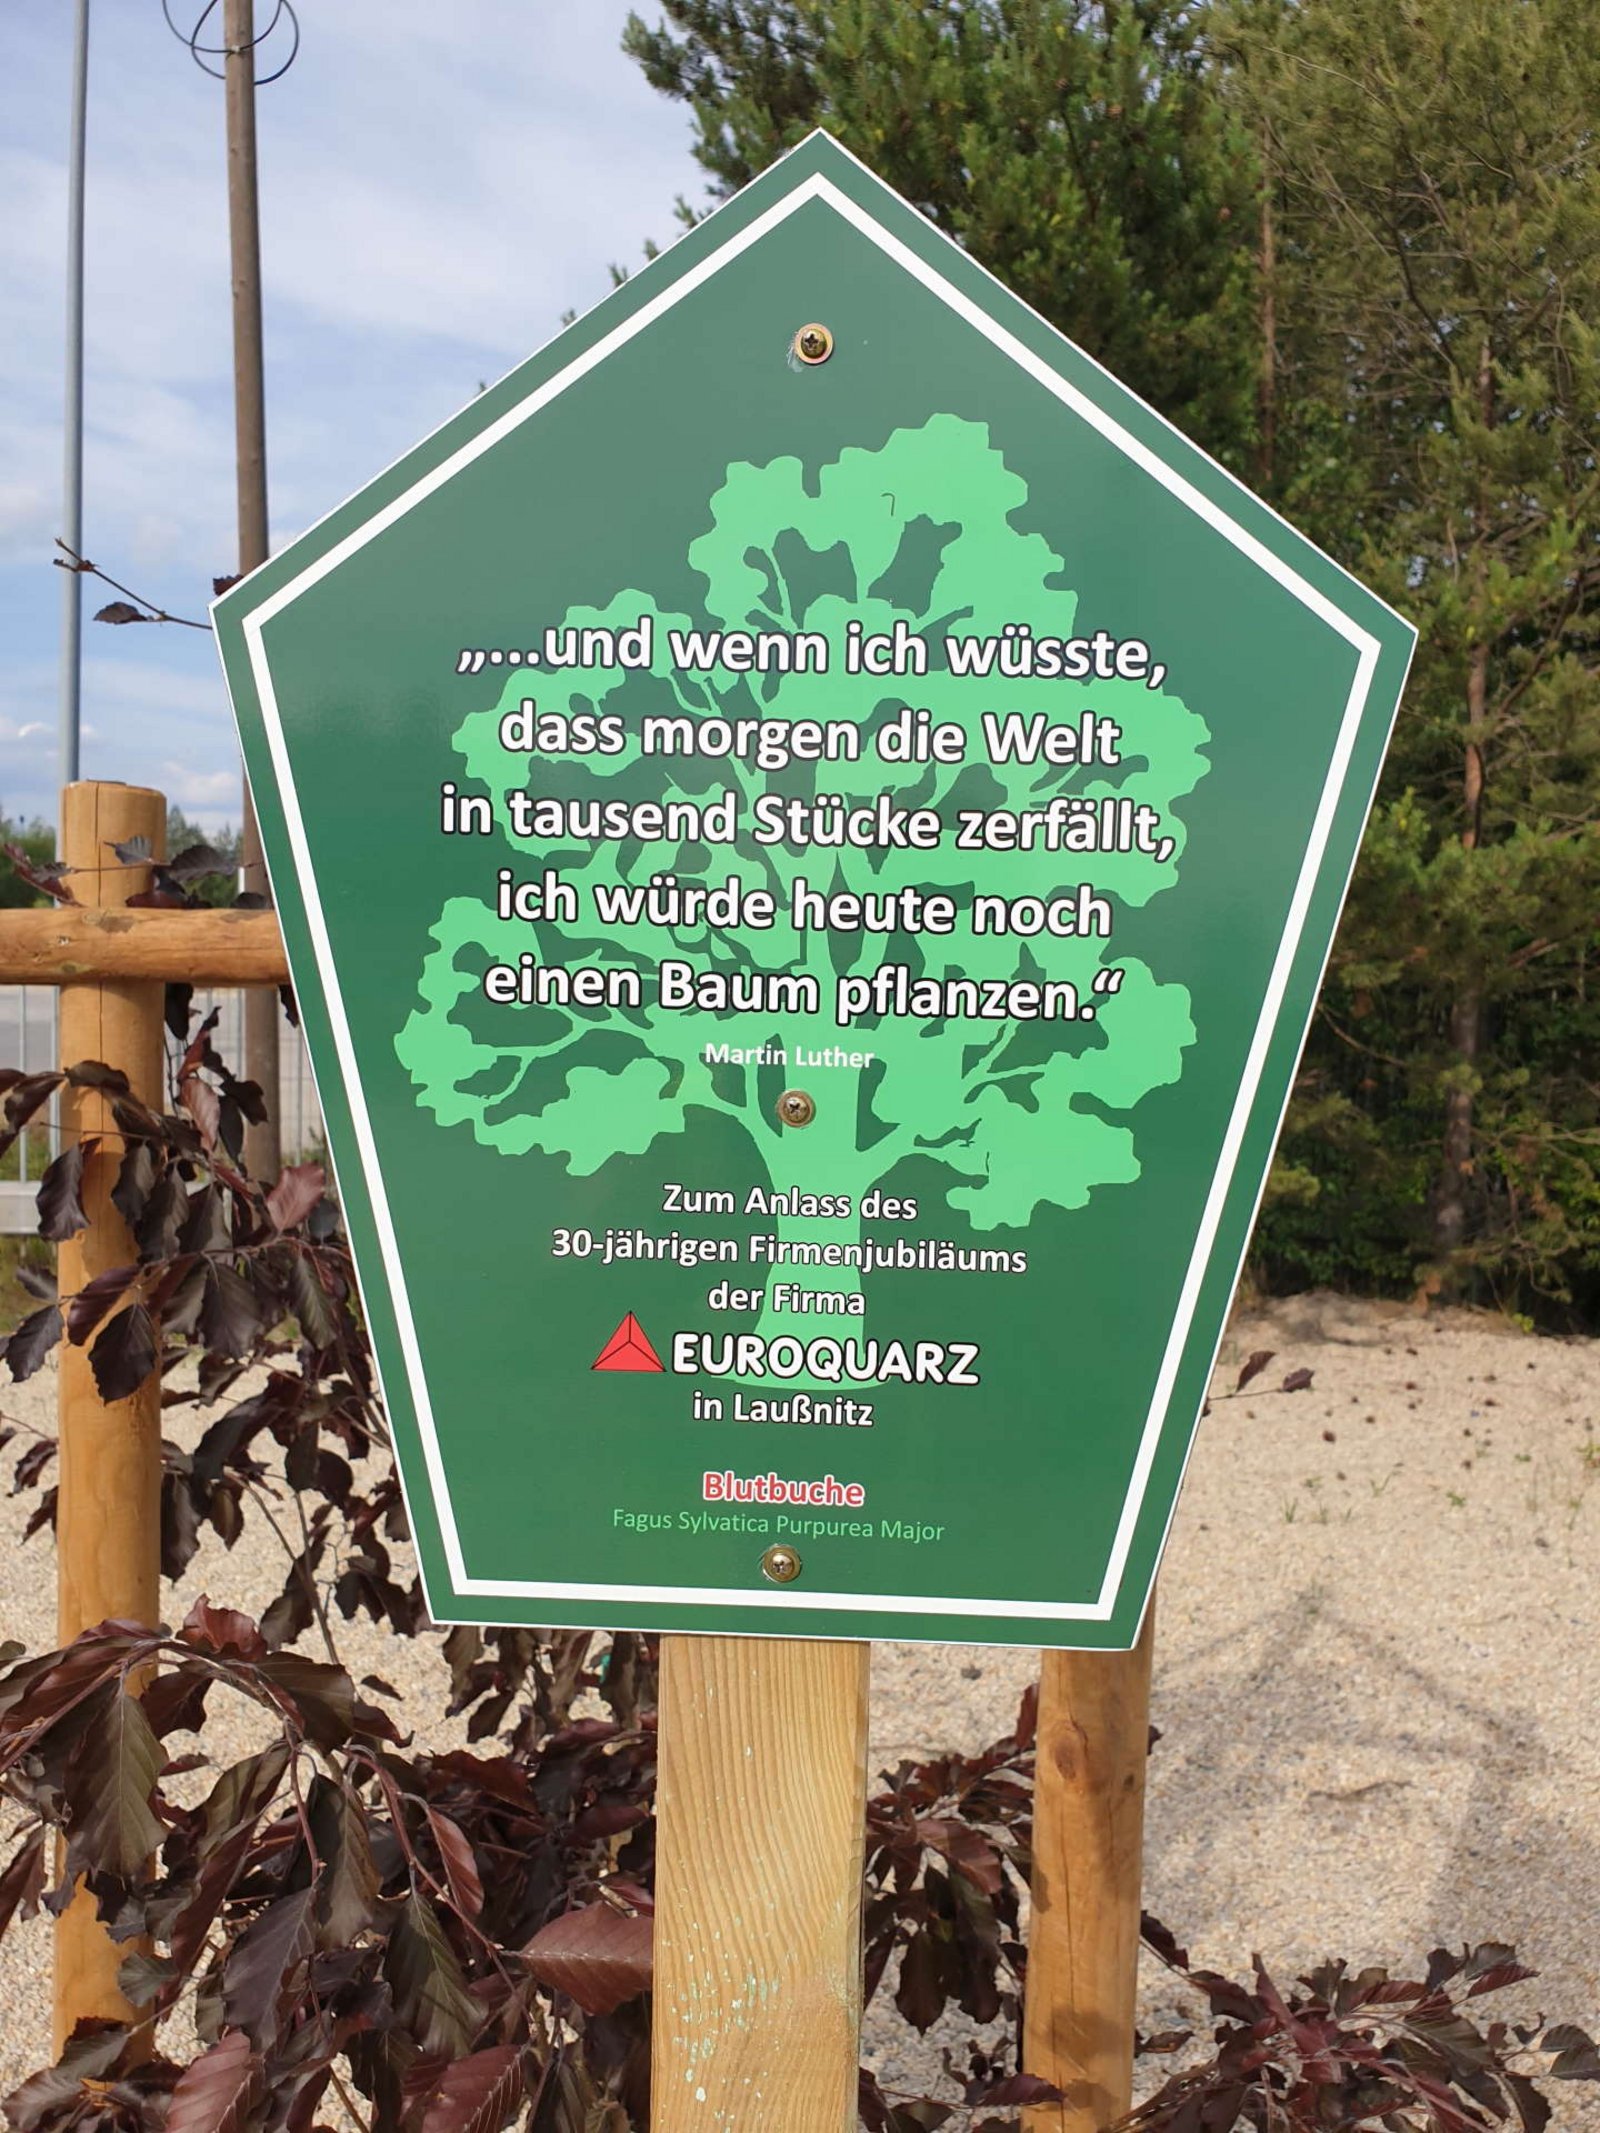 „...und wenn ich wüsste,
dass morgen die Welt
in tausend Stücke zerfällt,
ich würde heute noch
einen Baum pflanzen.“
Martin Luther
Zum Anlass des
30-jährigen Firmenjubiläums
der Firma
EUROQUARZ
in Laußnitz
Blutbuche
Fagus Sylvatica Purpurea Major